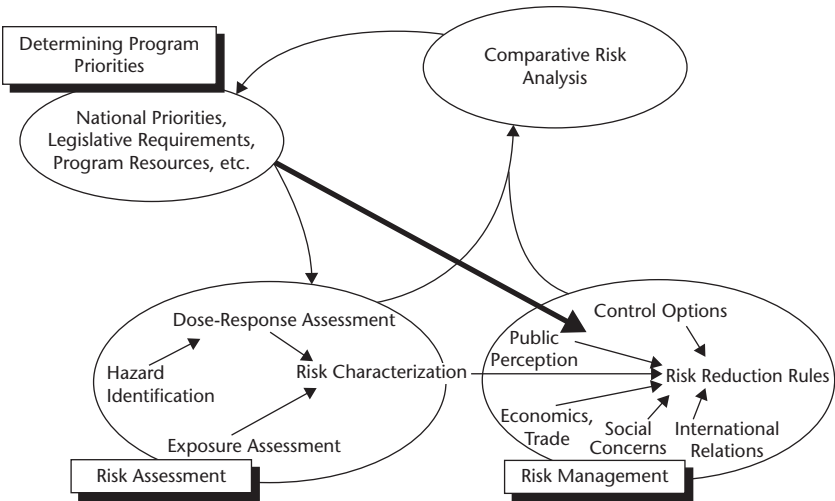 Determining Program
Priorities
National Priorities,
Legislative Requirements,
Program Resources, etc.
Comparative Risk
Analysis
Dose-Response Assessment
Hazard
Identification
Risk Characterization
Exposure Assessment
Risk Assessment
Control Options
Public
Perception
Risk Reduction Rules
Economics,
Trade
Social
Concerns
International
Relations
Risk Management